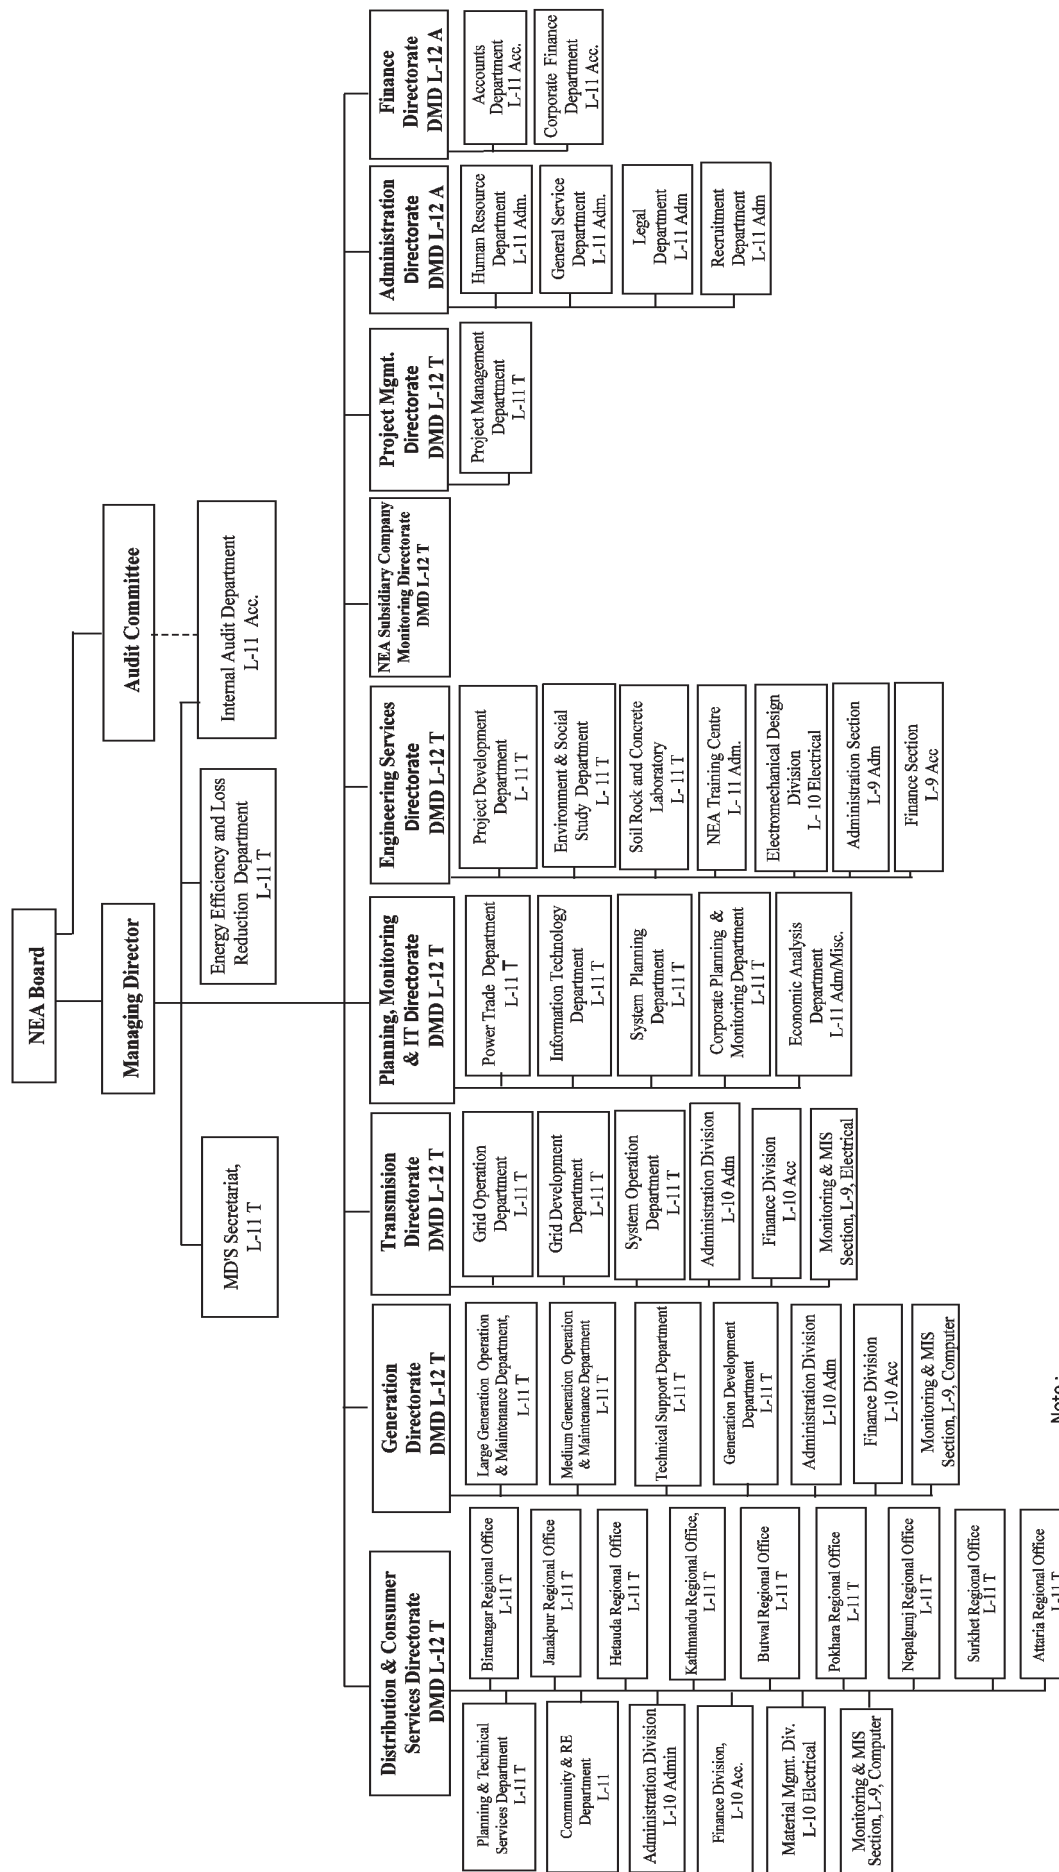 NEA Board
Managing Director
Audit Committee
MD'S Secretariat,
L-11 T
Energy Efficiency and Loss
Reduction Department
L-11 T
Internal Audit Department
L-11 Acc.
Distribution & Consumer
Services Directorate
DMD L-12 T
Planning & Technical
Services Department
L-11 T
Community & RE
Department
L-11
Administration Division
L-10 Admin
Finance Division,
L-10 Acc.
Material Mgmt. Div.
L-10 Electrical
Monitoring & MIS
Section, L-9, Computer
Biratnagar Regional Office
L-11 T
Janakpur Regional Office
L-11 T
Hetauda Regional Office
L-11 T
Kathmandu Regional Office,
L-11 T
Butwal Regional Office
L-11 T
Pokhara Regional Office
L-11 T
Nepalgunj Regional Office
L-11 T
Surkhet Regional Office
L-11 T
Attaria Regional Office
L-11 T
Generation
Directorate
DMD L-12 T
Large Generation Operation
& Maintenance Department,
L-11 T
Medium Generation Operation
& Maintenance Department
L-11 T
Technical Support Department
L-11 T
Generation Development
Department
L-11 T
Administration Division
L-10 Adm
Finance Division
L-10 Acc
Monitoring & MIS
Section, L-9, Computer
Transmision
Directorate
DMD L-12 T
Grid Operation
Department
L-11 T
Grid Development
Department
L-11 T
System Operation
Department
L-11 T
Administration Division
L-10 Adm
Finance Division
L-10 Acc
Monitoring & MIS
Section, L-9, Electrical
Planning, Monitoring
& IT Directorate
DMD L-12 T
Power Trade Department
L-11 T
Information Technology
Department
L-11 T
System Planning
Department
L-11 T
Corporate Planning &
Monitoring Department
L-11 T
Economic Analysis
Department
L-11 Adm/Misc.
Engineering Services
Directorate
DMD L-12 T
Project Development
Department
L- 11 T
Environment & Social
Study Department
L- 11 T
Soil Rock and Concrete
Laboratory
L- 11 T
NEA Training Centre
L- 11 Adm.
Electromechanical Design
Division
L- 10 Electrical
Administration Section
L-9 Adm
Finance Section
L-9 Acc
NEA Subsidiary Company
Monitoring Directorate
DMD L-12 T
Project Mgmt.
Directorate
DMD L-12 T
Project Management
Department
L-11 T
Administration
Directorate
DMD L-12 A
Human Resource
Department
L-11 Adm.
General Service
Department
L-11 Adm.
Legal
Department
L-11 Adm
Recruitment
Department
L-11 Adm
Finance
Directorate
DMD L-12 A
Accounts
Department
L-11 Acc.
Corporate Finance
Department
L-11 Acc.
Note :